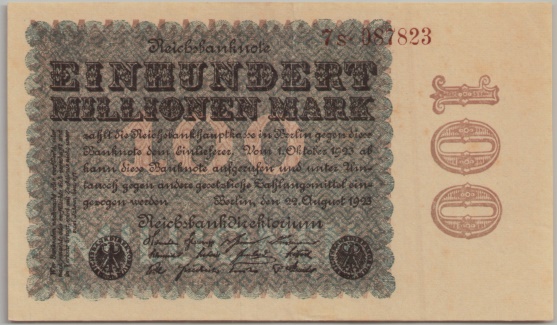 7s· 087823
Reichsbanknote
EINHUNDERT
MILLIONEN MARK
zahlt die Reichsbankhauptkasse in Berlin gegen diese
Banknote dem Einlieferer. Vom 1. Oktober 1923 ab
kann diese Banknote aufgerufen und unter Um-
tausch gegen andere gesetzliche Zahlungsmittel ein-
gezogen werden Berlin, den 22. August 1923
Reichsbankdirektorium
100